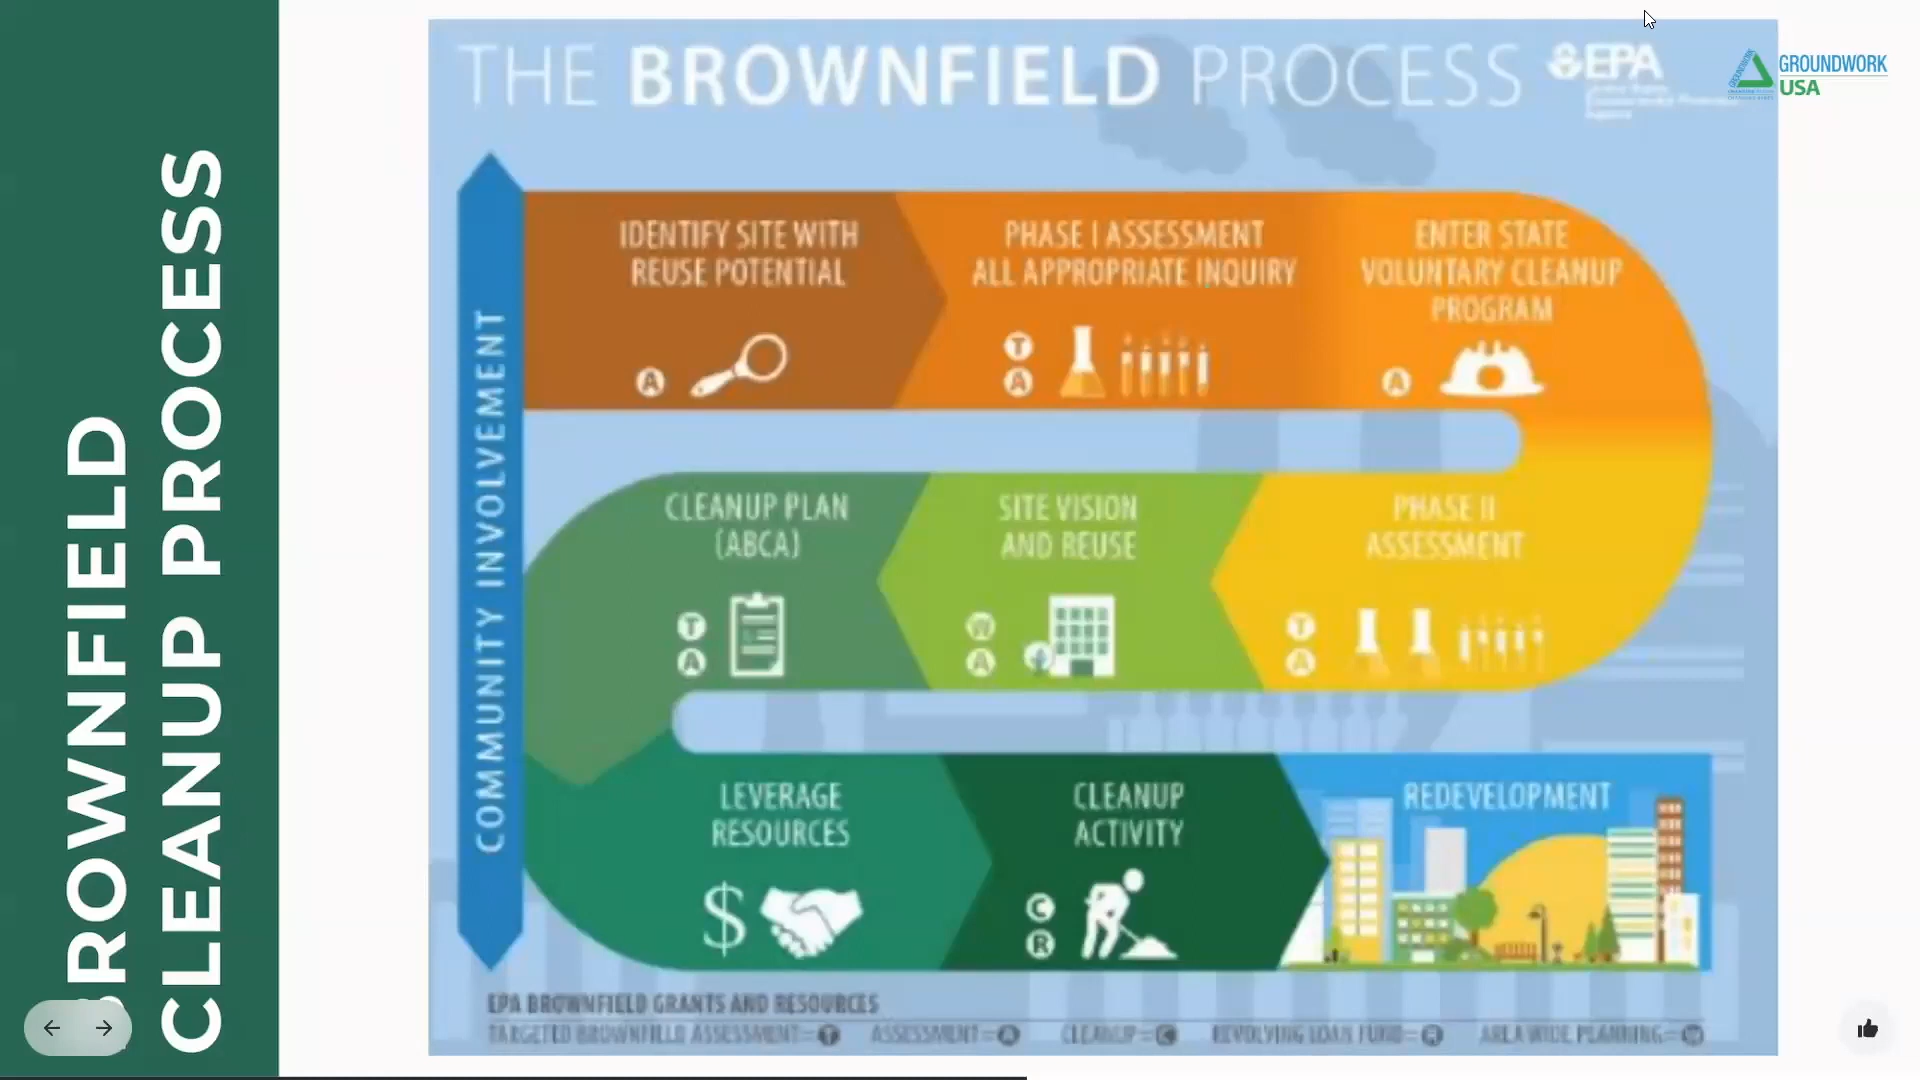 BROWNFIELD
CLEANUP PROCESS
THE BROWNFIELD PROCESS
EPA
GROUNDWORK
USA
COMMUNITY INVOLVEMENT
IDENTIFY SITE WITH
REUSE POTENTIAL
A
PHASE I ASSESSMENT
ALL APPROPRIATE INQUIRY
T
A
ENTER STATE
VOLUNTARY CLEANUP
PROGRAM
A
CLEANUP PLAN
(ABCA)
T
A
SITE VISION
AND REUSE
W
A
PHASE II
ASSESSMENT
T
A
LEVERAGE
RESOURCES
$
CLEANUP
ACTIVITY
C
R
REDEVELOPMENT
EPA BROWNFIELD GRANTS AND RESOURCES
TARGETED BROWNFIELD ASSESSMENT=T ASSESSMENT=A CLEANUP=C REVOLVING LOAN FUND=R AREA WIDE PLANNING=W